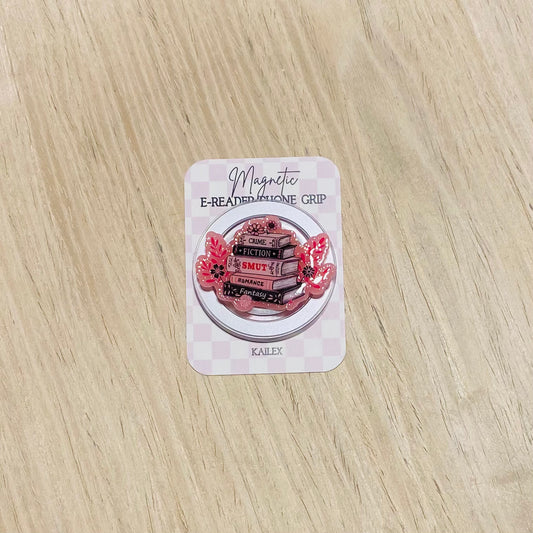 Magnetic
E-READER/PHONE GRIP
CRIME
FICTION
SMUT
ROMANCE
Fantasy
KAILEX